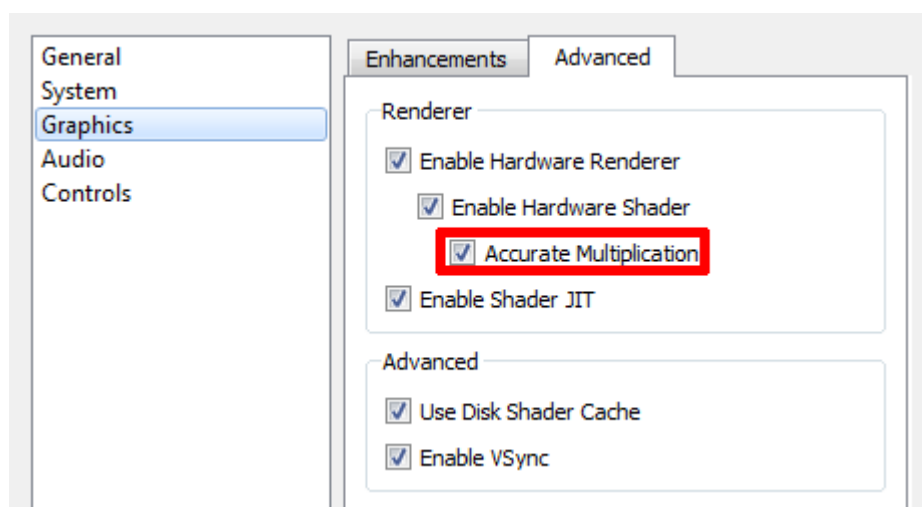 General
System
Graphics
Audio
Controls
Enhancements Advanced
Renderer
Enable Hardware Renderer
Enable Hardware Shader
Accurate Multiplication
Enable Shader JIT
Advanced
Use Disk Shader Cache
Enable VSync